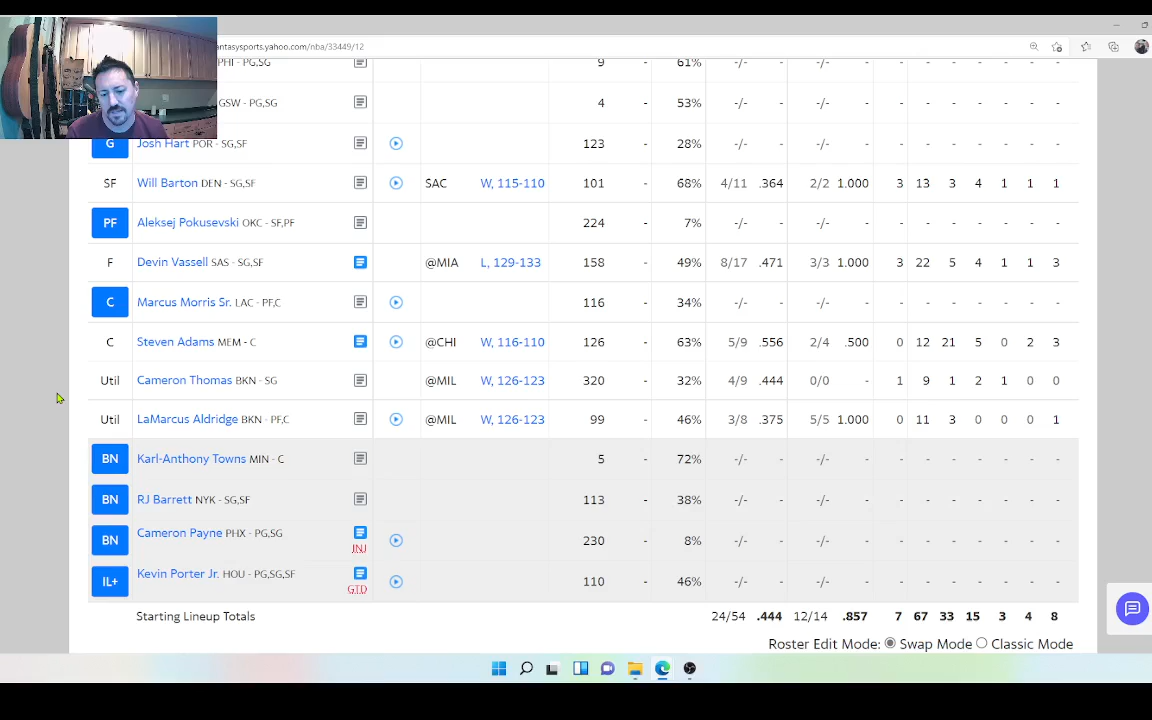 antasysports.yahoo.com/nba/33449/12
PHI - PG,SG 9 - 61% -/- - -/- - - - - - - - -
GSW - PG,SG 4 - 53% -/- - -/- - - - - - - - -
G Josh Hart POR - SG,SF 123 - 28% -/- - -/- - - - - - - - -
SF Will Barton DEN - SG,SF SAC W, 115-110 101 - 68% 4/11 .364 2/2 1.000 3 13 3 4 1 1 1
PF Aleksej Pokusevski OKC - SF,PF 224 - 7% -/- - -/- - - - - - - - -
F Devin Vassell SAS - SG,SF @MIA L, 129-133 158 - 49% 8/17 .471 3/3 1.000 3 22 5 4 1 1 3
C Marcus Morris Sr. LAC - PF,C 116 - 34% -/- - -/- - - - - - - - -
C Steven Adams MEM - C @CHI W, 116-110 126 - 63% 5/9 .556 2/4 .500 0 12 21 5 0 2 3
Util Cameron Thomas BKN - SG @MIL W, 126-123 320 - 32% 4/9 .444 0/0 - 1 9 1 2 1 0 0
Util LaMarcus Aldridge BKN - PF,C @MIL W, 126-123 99 - 46% 3/8 .375 5/5 1.000 0 11 3 0 0 0 1
BN Karl-Anthony Towns MIN - C 5 - 72% -/- - -/- - - - - - - - -
BN RJ Barrett NYK - SG,SF 113 - 38% -/- - -/- - - - - - - - -
BN Cameron Payne PHX - PG,SG INJ 230 - 8% -/- - -/- - - - - - - - -
IL+ Kevin Porter Jr. HOU - PG,SG,SF GTD 110 - 46% -/- - -/- - - - - - - - -
Starting Lineup Totals 24/54 .444 12/14 .857 7 67 33 15 3 4 8
Roster Edit Mode: Swap Mode Classic Mode